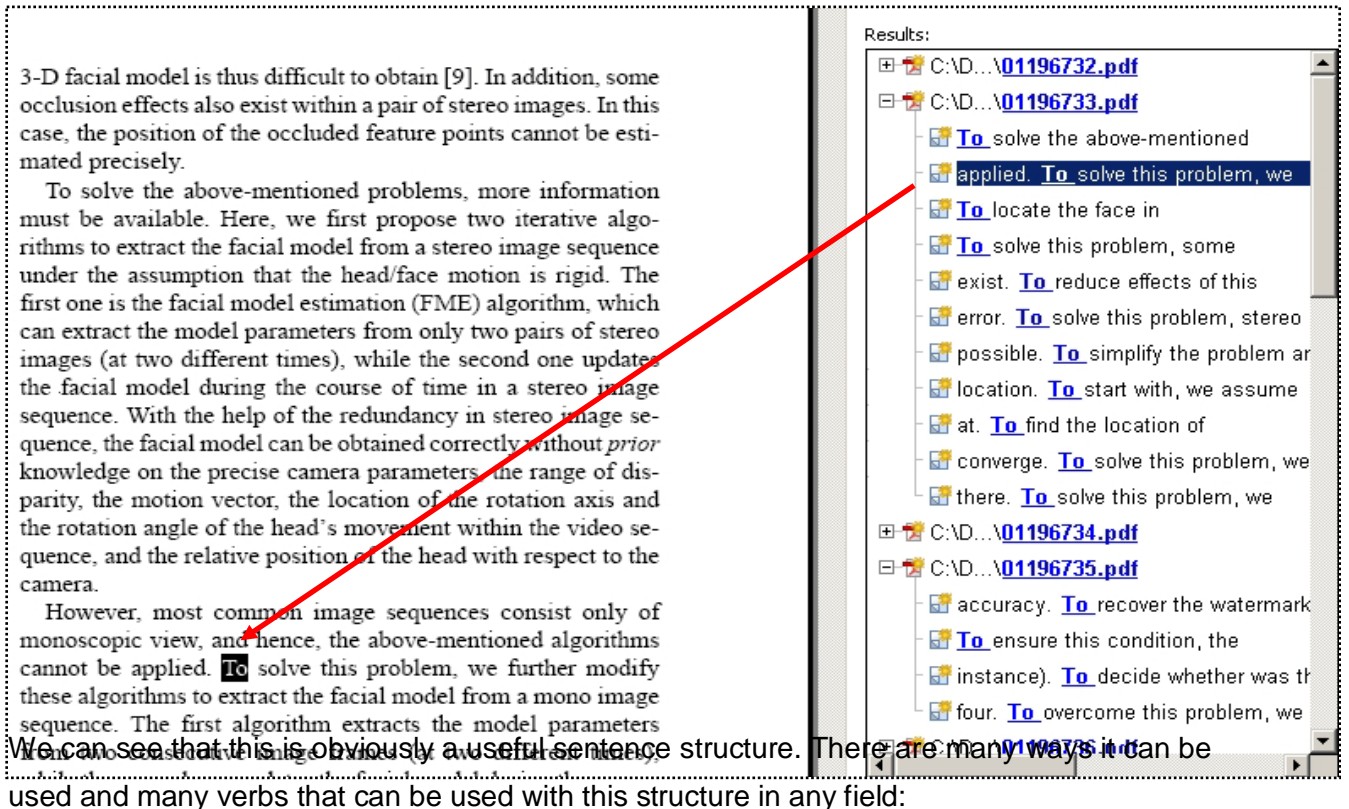 3-D facial model is thus difficult to obtain [9]. In addition, some
occlusion effects also exist within a pair of stereo images. In this
case, the position of the occluded feature points cannot be esti-
mated precisely.
To solve the above-mentioned problems, more information
must be available. Here, we first propose two iterative algo-
rithms to extract the facial model from a stereo image sequence
under the assumption that the head/face motion is rigid. The
first one is the facial model estimation (FME) algorithm, which
can extract the model parameters from only two pairs of stereo
images (at two different times), while the second one updates
the facial model during the course of time in a stereo image
sequence. With the help of the redundancy in stereo image se-
quence, the facial model can be obtained correctly without prior
knowledge on the precise camera parameters, the range of dis-
parity, the motion vector, the location of the rotation axis and
the rotation angle of the head's movement within the video se-
quence, and the relative position of the head with respect to the
camera.
However, most common image sequences consist only of
monoscopic view, and hence, the above-mentioned algorithms
cannot be applied. To solve this problem, we further modify
these algorithms to extract the facial model from a mono image
sequence. The first algorithm extracts the model parameters
from two consecutive image frames (at two different times),
Results:
C:\D...\01196732.pdf
C:\D...\01196733.pdf
To solve the above-mentioned
applied. To solve this problem, we
To locate the face in
To solve this problem, some
exist. To reduce effects of this
error. To solve this problem, stereo
possible. To simplify the problem ar
location. To start with, we assume
at. To find the location of
converge. To solve this problem, we
there. To solve this problem, we
C:\D...\01196734.pdf
C:\D...\01196735.pdf
accuracy. To recover the watermark
To ensure this condition, the
instance). To decide whether was th
four. To overcome this problem, we
C:\D...\01196736.pdf
We can see that this is obviously a useful sentence structure. There are many ways it can be
used and many verbs that can be used with this structure in any field: